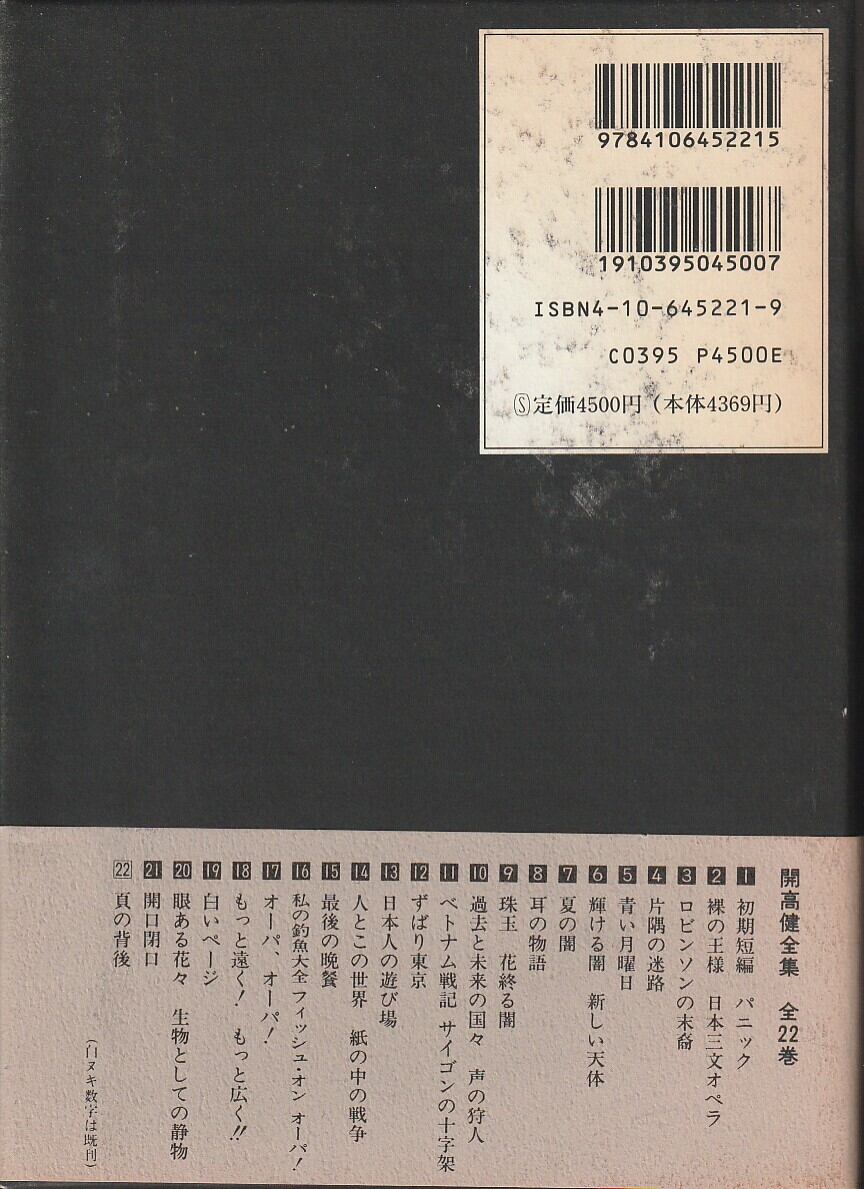 9784106452215
1910395045007
ISBN4-10-645221-9
C0395 P4500E
Ⓢ定価4500円（本体4369円）
開高健全集　全22巻
1 初期短編　パニック
2 裸の王様　日本三文オペラ
3 ロビンソンの末裔
4 片隅の迷路
5 青い月曜日
6 輝ける闇　新しい天体
7 夏の闇
8 耳の物語
9 珠玉　花終る闇
10 過去と未来の国々　声の狩人
11 ベトナム戦記　サイゴンの十字架
12 ずばり東京
13 日本人の遊び場
14 人とこの世界　紙の中の戦争
15 最後の晩餐
16 私の釣魚大全　フィッシュ・オン　オーパ！
17 オーパ、オーパ！
18 もっと遠く！　もっと広く!!
19 白いページ
20 眼ある花々　生物としての静物
21 開口閉口
22 頁の背後
（白ヌキ数字は既刊）